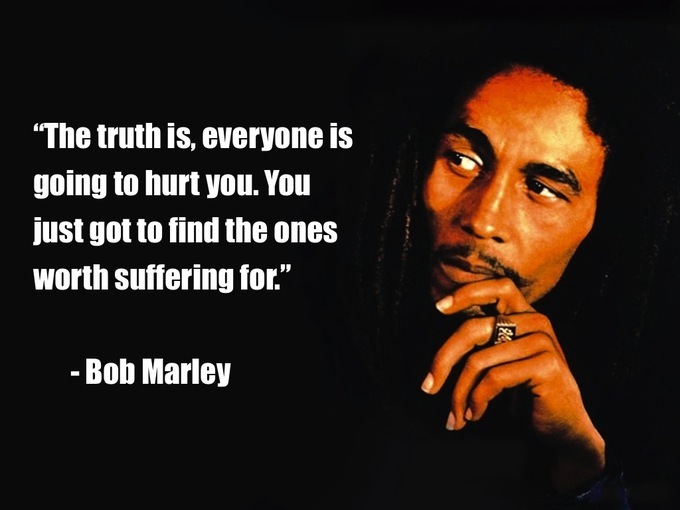 “The truth is, everyone is
going to hurt you. You
just got to find the ones
worth suffering for.”
- Bob Marley